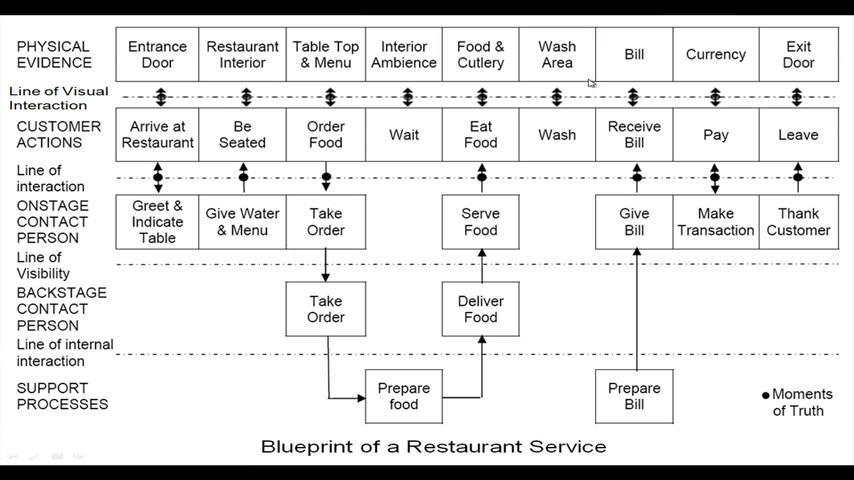 PHYSICAL
EVIDENCE
Entrance
Door
Restaurant
Interior
Table Top
& Menu
Interior
Ambience
Food &
Cutlery
Wash
Area
Bill
Currency
Exit
Door
Line of Visual
Interaction
CUSTOMER
ACTIONS
Arrive at
Restaurant
Be
Seated
Order
Food
Wait
Eat
Food
Wash
Receive
Bill
Pay
Leave
Line of
interaction
ONSTAGE
CONTACT
PERSON
Greet &
Indicate
Table
Give Water
& Menu
Take
Order
Serve
Food
Give
Bill
Make
Transaction
Thank
Customer
Line of
Visibility
BACKSTAGE
CONTACT
PERSON
Take
Order
Deliver
Food
Line of internal
interaction
SUPPORT
PROCESSES
Prepare
food
Prepare
Bill
Moments
of Truth
Blueprint of a Restaurant Service